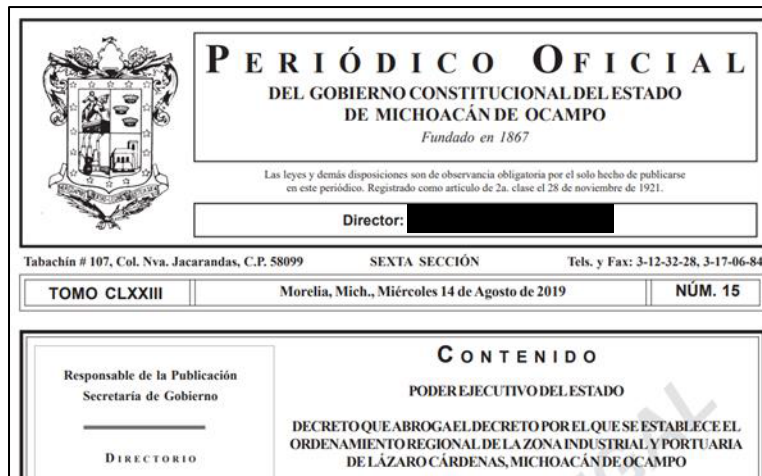 PERIÓDICO OFICIAL
DEL GOBIERNO CONSTITUCIONAL DEL ESTADO
DE MICHOACÁN DE OCAMPO
Fundado en 1867
Las leyes y demás disposiciones son de observancia obligatoria por el solo hecho de publicarse
en este periódico. Registrado como artículo de 2a. clase el 28 de noviembre de 1921.
Director:
Tabachín # 107, Col. Nva. Jacarandas, C.P. 58099 SEXTA SECCIÓN Tels. y Fax: 3-12-32-28, 3-17-06-84
TOMO CLXXIII Morelia, Mich., Miércoles 14 de Agosto de 2019 NÚM. 15
Responsable de la Publicación
Secretaría de Gobierno
DIRECTORIO
CONTENIDO
PODER EJECUTIVO DEL ESTADO
DECRETO QUE ABROGA EL DECRETO POR EL QUE SE ESTABLECE EL
ORDENAMIENTO REGIONAL DE LA ZONA INDUSTRIAL Y PORTUARIA
DE LÁZARO CÁRDENAS, MICHOACÁN DE OCAMPO